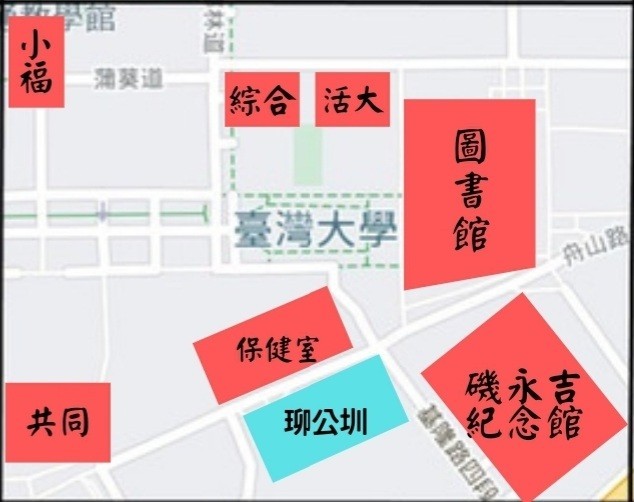 教學館
小福
蒲葵道
林道
綜合
活大
圖書館
臺灣大學
舟山路
保健室
瑠公圳
磯永吉
紀念館
共同
基隆路四段